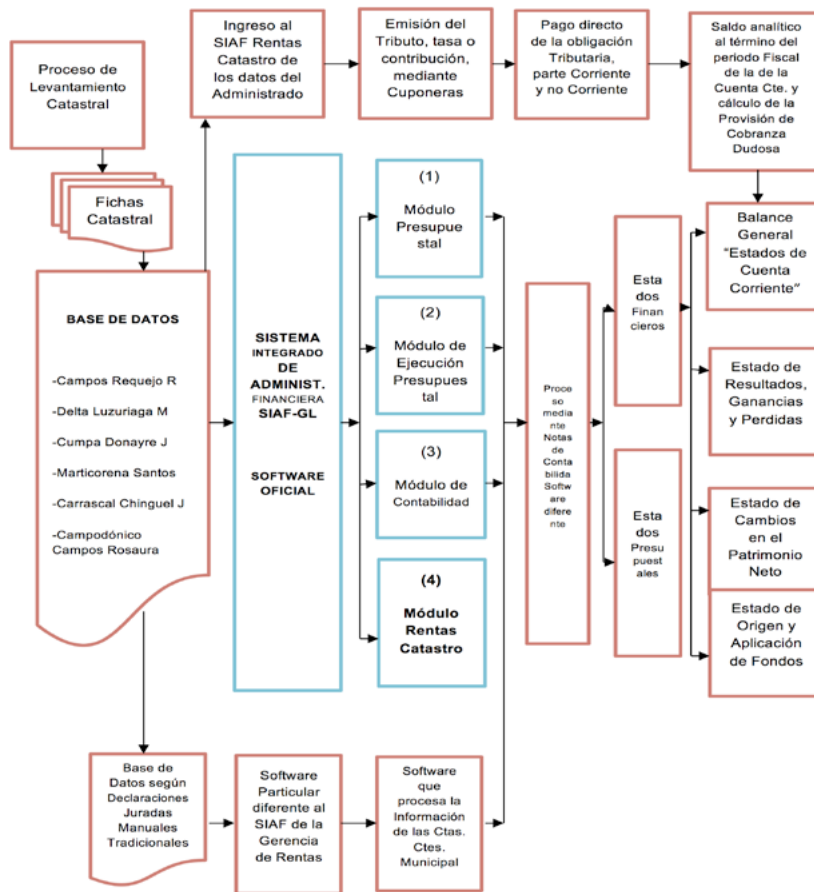 Proceso de
Levantamiento
Catastral
Fichas
Catastral
Ingreso al
SIAF Rentas
Catastro de
los datos del
Administrado
Emisión del
Tributo, tasa o
contribución,
mediante
Cuponeras
Pago directo
de la obligación
Tributaria,
parte Corriente
y no Corriente
Saldo analítico
al término del
periodo Fiscal
de la de la
Cuenta Cte. y
cálculo de la
Provisión de
Cobranza
Dudosa
BASE DE DATOS
-Campos Requejo R
-Delta Luzuriaga M
-Cumpa Donayre J
-Marticorena Santos
-Carrascal Chinguel J
-Campodónico
Campos Rosaura
SISTEMA
INTEGRADO
DE
ADMINIST.
FINANCIERA
SIAF-GL
SOFTWARE
OFICIAL
(1)
Módulo
Presupue
stal
(2)
Módulo de
Ejecución
Presupues
tal
(3)
Módulo de
Contabilidad
(4)
Módulo
Rentas
Catastro
Proce
so media
nte
Notas
de
Conta
bilida
Softw
are
difere
nte
Esta
dos
Finan
cieros
Esta
dos
Presu
puest
ales
Balance
General
"Estados de
Cuenta
Corriente"
Estado de
Resultados,
Ganancias
y Perdidas
Estado de
Cambios
en el
Patrimonio
Neto
Estado de
Origen y
Aplicación
de Fondos
Base de
Datos según
Declaraciones
Juradas
Manuales
Tradicionales
Software
Particular
diferente al
SIAF de la
Gerencia
de Rentas
Software
que
procesa la
Información
de las Ctas.
Ctes.
Municipal